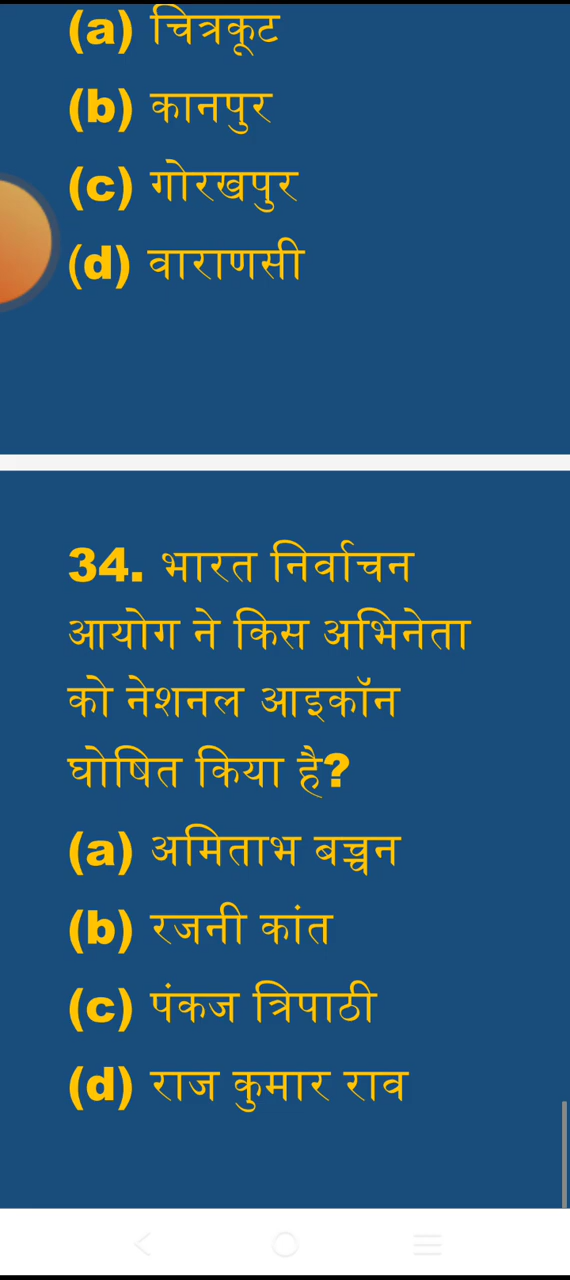 (a) चित्रकूट
(b) कानपुर
(c) गोरखपुर
(d) वाराणसी
34. भारत निर्वाचन
आयोग ने किस अभिनेता
को नेशनल आइकॉन
घोषित किया है?
(a) अमिताभ बच्चन
(b) रजनी कांत
(c) पंकज त्रिपाठी
(d) राज कुमार राव